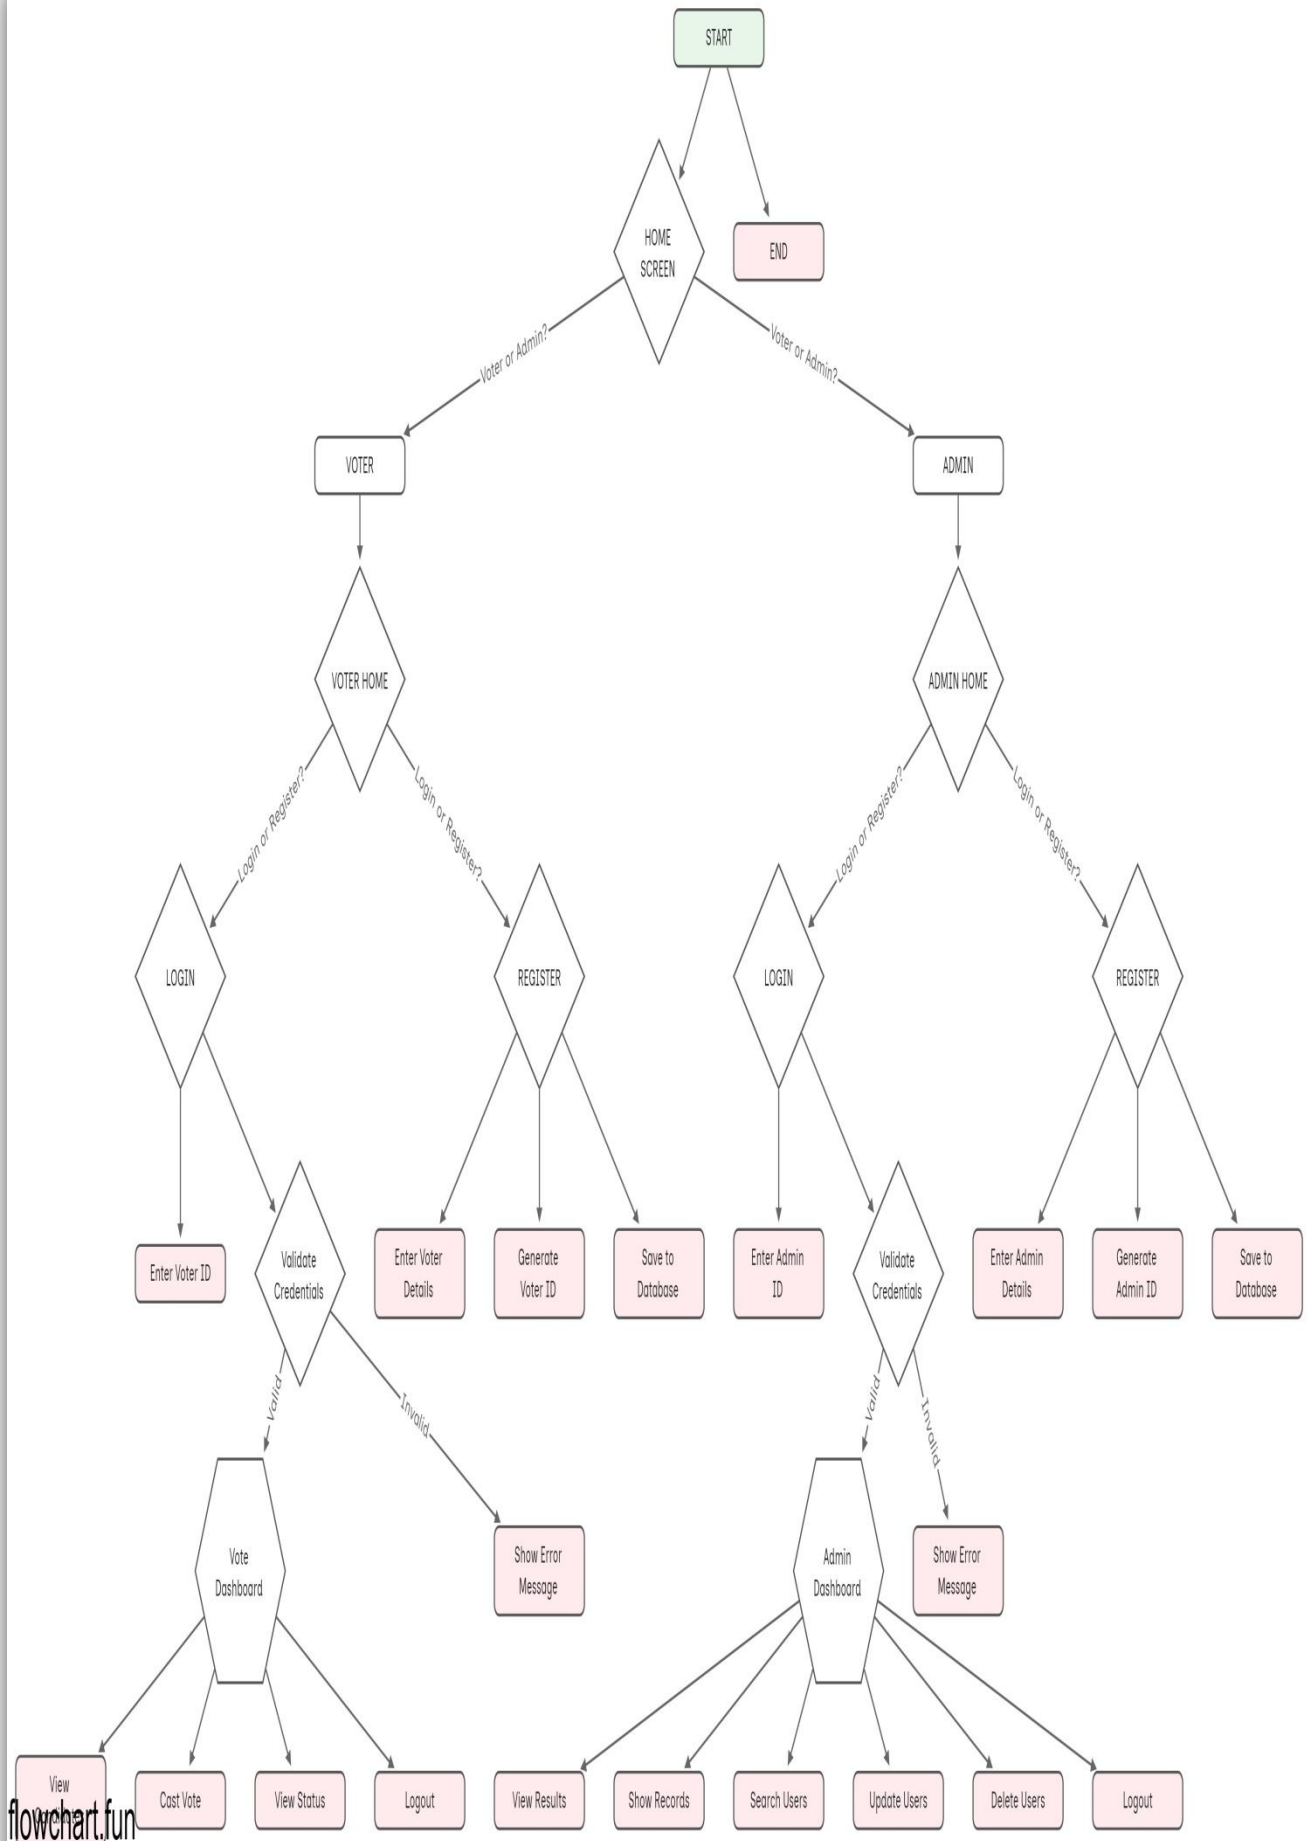 START
HOME
SCREEN
END
Voter or Admin?
Voter or Admin?
VOTER
ADMIN
VOTER HOME
ADMIN HOME
Login or Register?
Login or Register?
Login or Register?
Login or Register?
LOGIN
REGISTER
LOGIN
REGISTER
Enter Voter ID
Validate
Credentials
Enter Voter
Details
Generate
Voter ID
Save to
Database
Enter Admin
ID
Validate
Credentials
Enter Admin
Details
Generate
Admin ID
Save to
Database
Valid
Invalid
Valid
Invalid
Vote
Dashboard
Show Error
Message
Admin
Dashboard
Show Error
Message
View
Cast Vote
View Status
Logout
View Results
Show Records
Search Users
Update Users
Delete Users
Logout
flowchart.fun